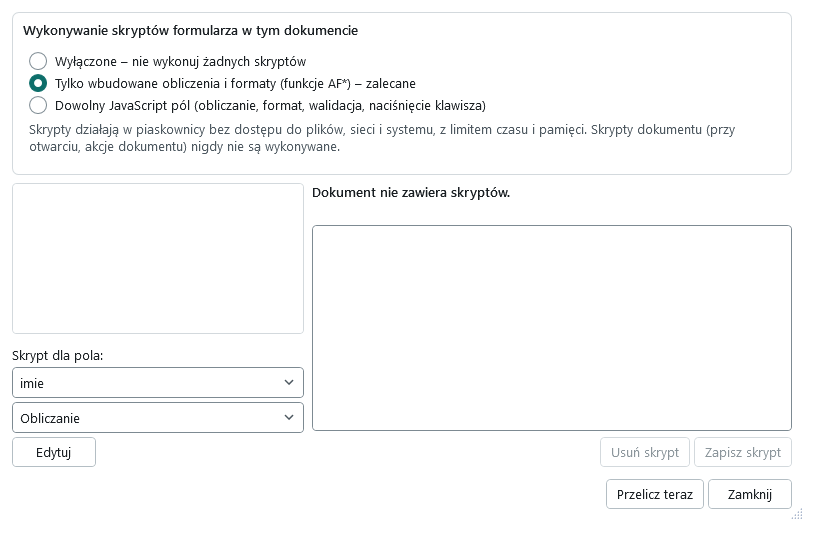 Wykonywanie skryptów formularza w tym dokumencie
Wyłączone – nie wykonuj żadnych skryptów
Tylko wbudowane obliczenia i formaty (funkcje AF*) – zalecane
Dowolny JavaScript pól (obliczanie, format, walidacja, naciśnięcie klawisza)
Skrypty działają w piaskownicy bez dostępu do plików, sieci i systemu, z limitem czasu i pamięci. Skrypty dokumentu (przy
otwarciu, akcje dokumentu) nigdy nie są wykonywane.
Dokument nie zawiera skryptów.
Skrypt dla pola:
imie
Obliczanie
Edytuj
Usuń skrypt
Zapisz skrypt
Przelicz teraz
Zamknij